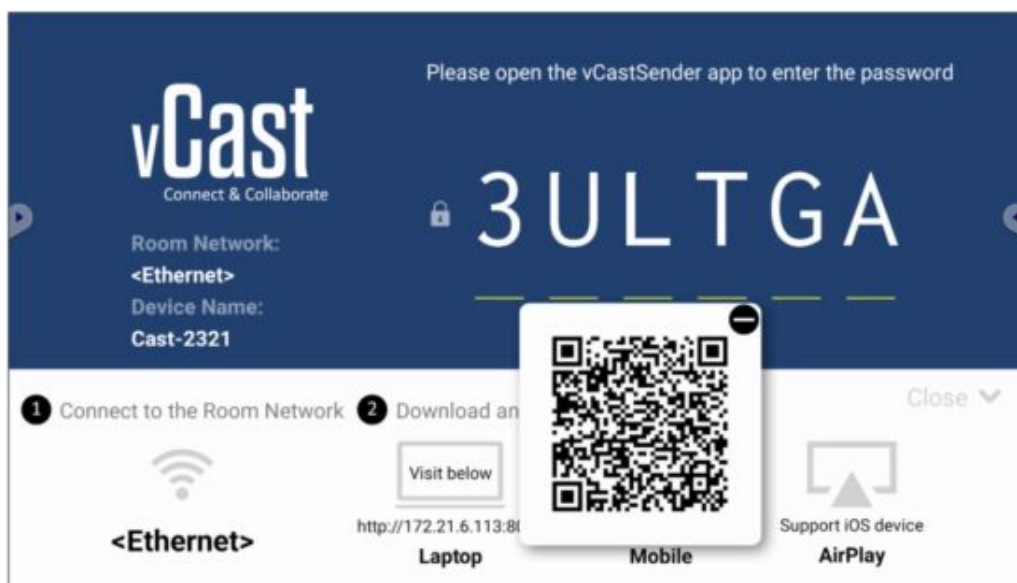 Please open the vCastSender app to enter the password
vCast
Connect & Collaborate
3ULTGA
Room Network:
<Ethernet>
Device Name:
Cast-2321
1 Connect to the Room Network
2 Download an
Close
Visit below
http://172.21.6.113:80
Support iOS device
<Ethernet>
Laptop
Mobile
AirPlay